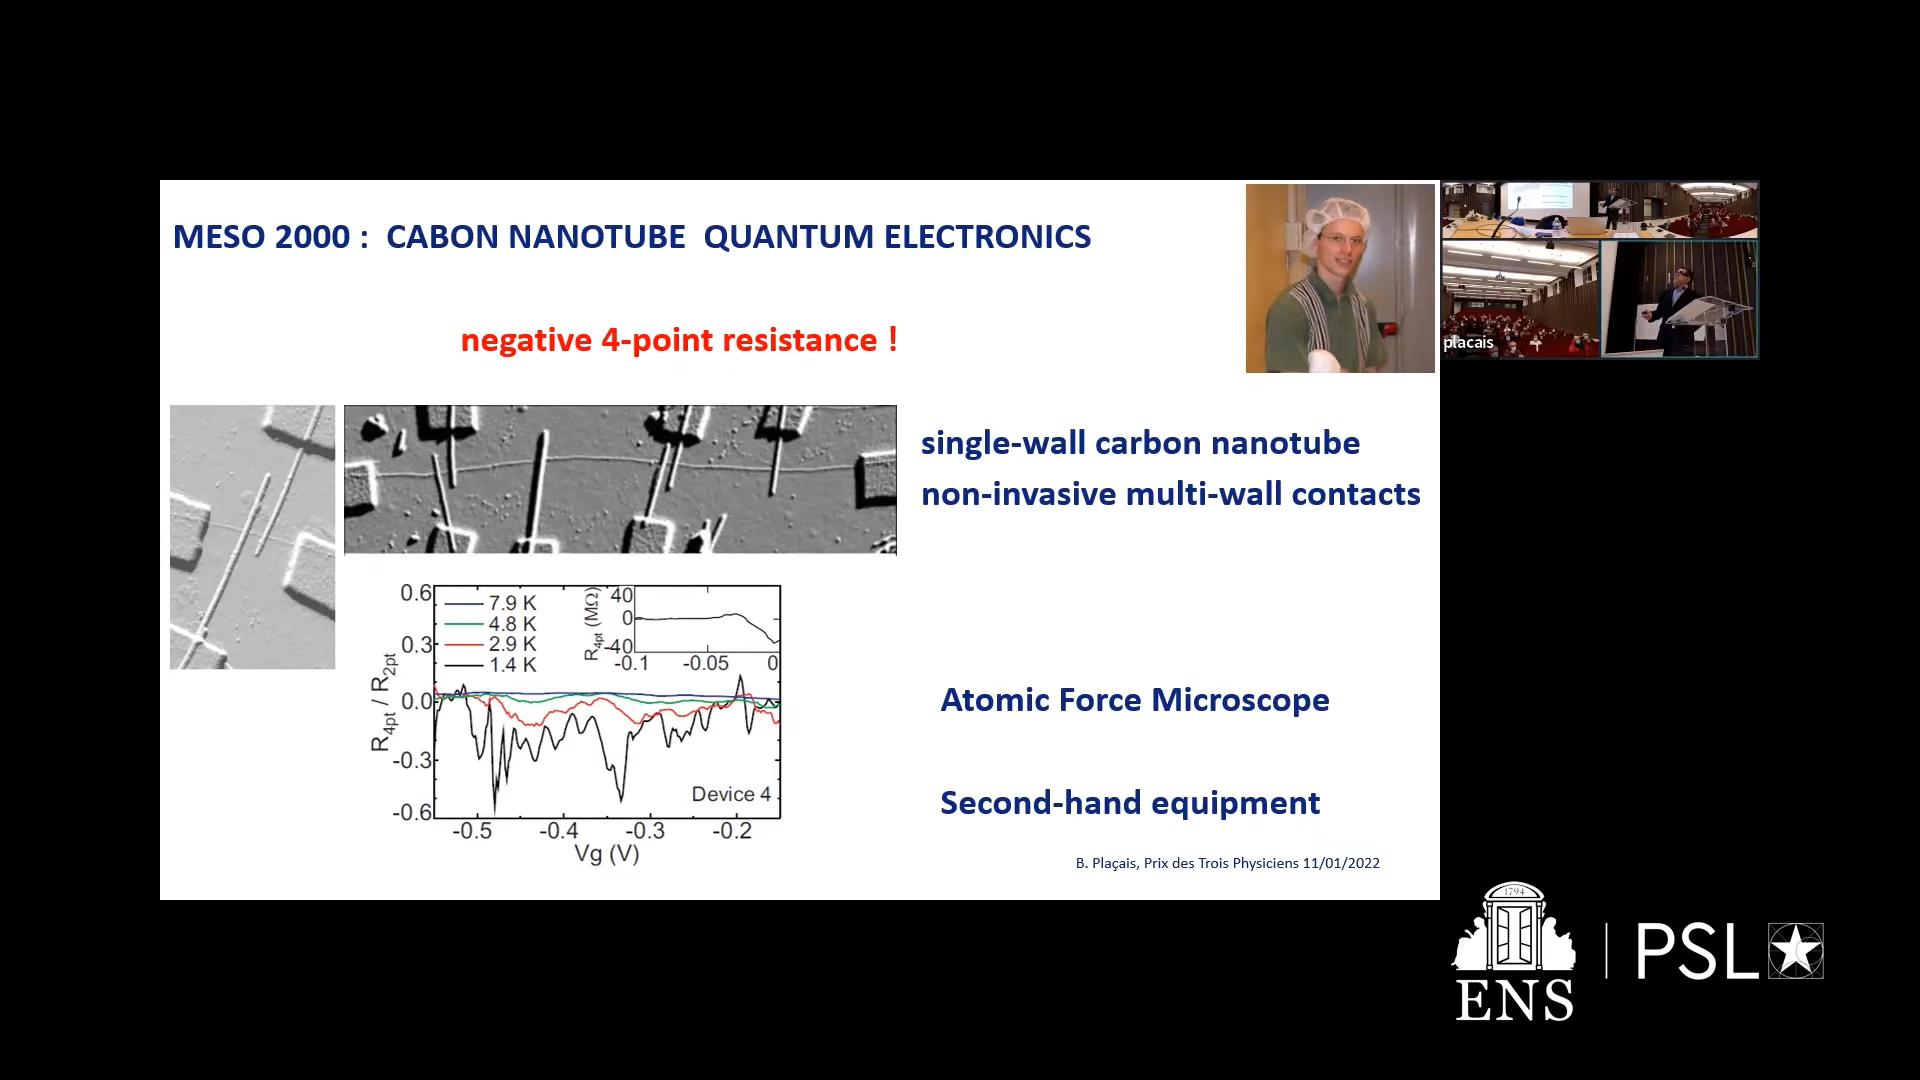 MESO 2000 : CABON NANOTUBE QUANTUM ELECTRONICS
negative 4-point resistance !
placais
single-wall carbon nanotube
non-invasive multi-wall contacts
0.6
0.3
0.0
-0.3
-0.6
R4pt / R2pt
7.9 K
4.8 K
2.9 K
1.4 K
R4pt (MΩ)
40
0
-40
-0.1 -0.05 0
Device 4
-0.5 -0.4 -0.3 -0.2
Vg (V)
Atomic Force Microscope
Second-hand equipment
B. Plaçais, Prix des Trois Physiciens 11/01/2022
1794
ENS
PSL